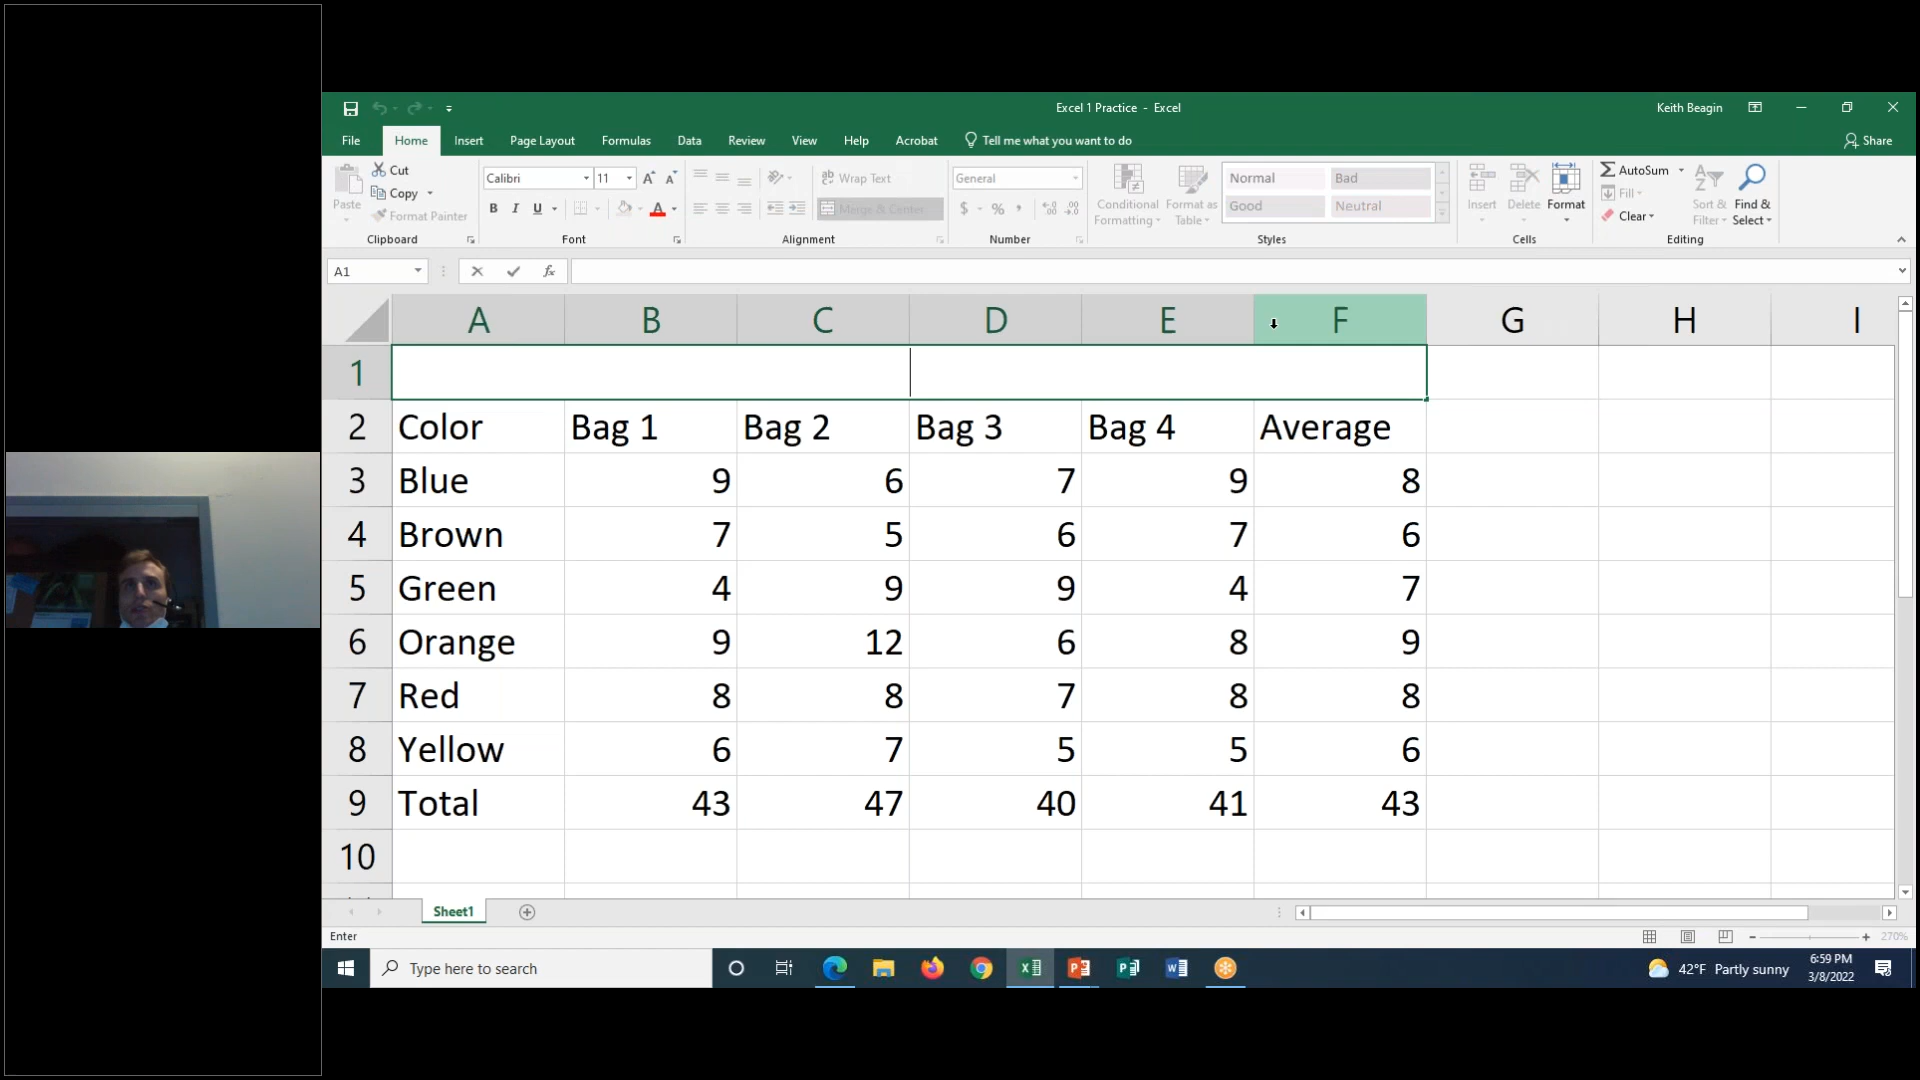 Excel 1 Practice - Excel
Keith Beagin
File Home Insert Page Layout Formulas Data Review View Help Acrobat Tell me what you want to do Share
Paste
Cut
Copy
Format Painter
Clipboard
Calibri 11
B I U
Font
Wrap Text
Merge & Center
Alignment
General
$ % ,
Number
Conditional Formatting
Format as Table
Normal Bad
Good Neutral
Styles
Insert Delete Format
Cells
AutoSum
Fill
Clear
Sort & Filter
Find & Select
Editing
A1 fx
A B C D E F G H I
1
2 Color Bag 1 Bag 2 Bag 3 Bag 4 Average
3 Blue 9 6 7 9 8
4 Brown 7 5 6 7 6
5 Green 4 9 9 4 7
6 Orange 9 12 6 8 9
7 Red 8 8 7 8 8
8 Yellow 6 7 5 5 6
9 Total 43 47 40 41 43
10
Sheet1
Enter
270%
Type here to search
42°F Partly sunny
6:59 PM
3/8/2022